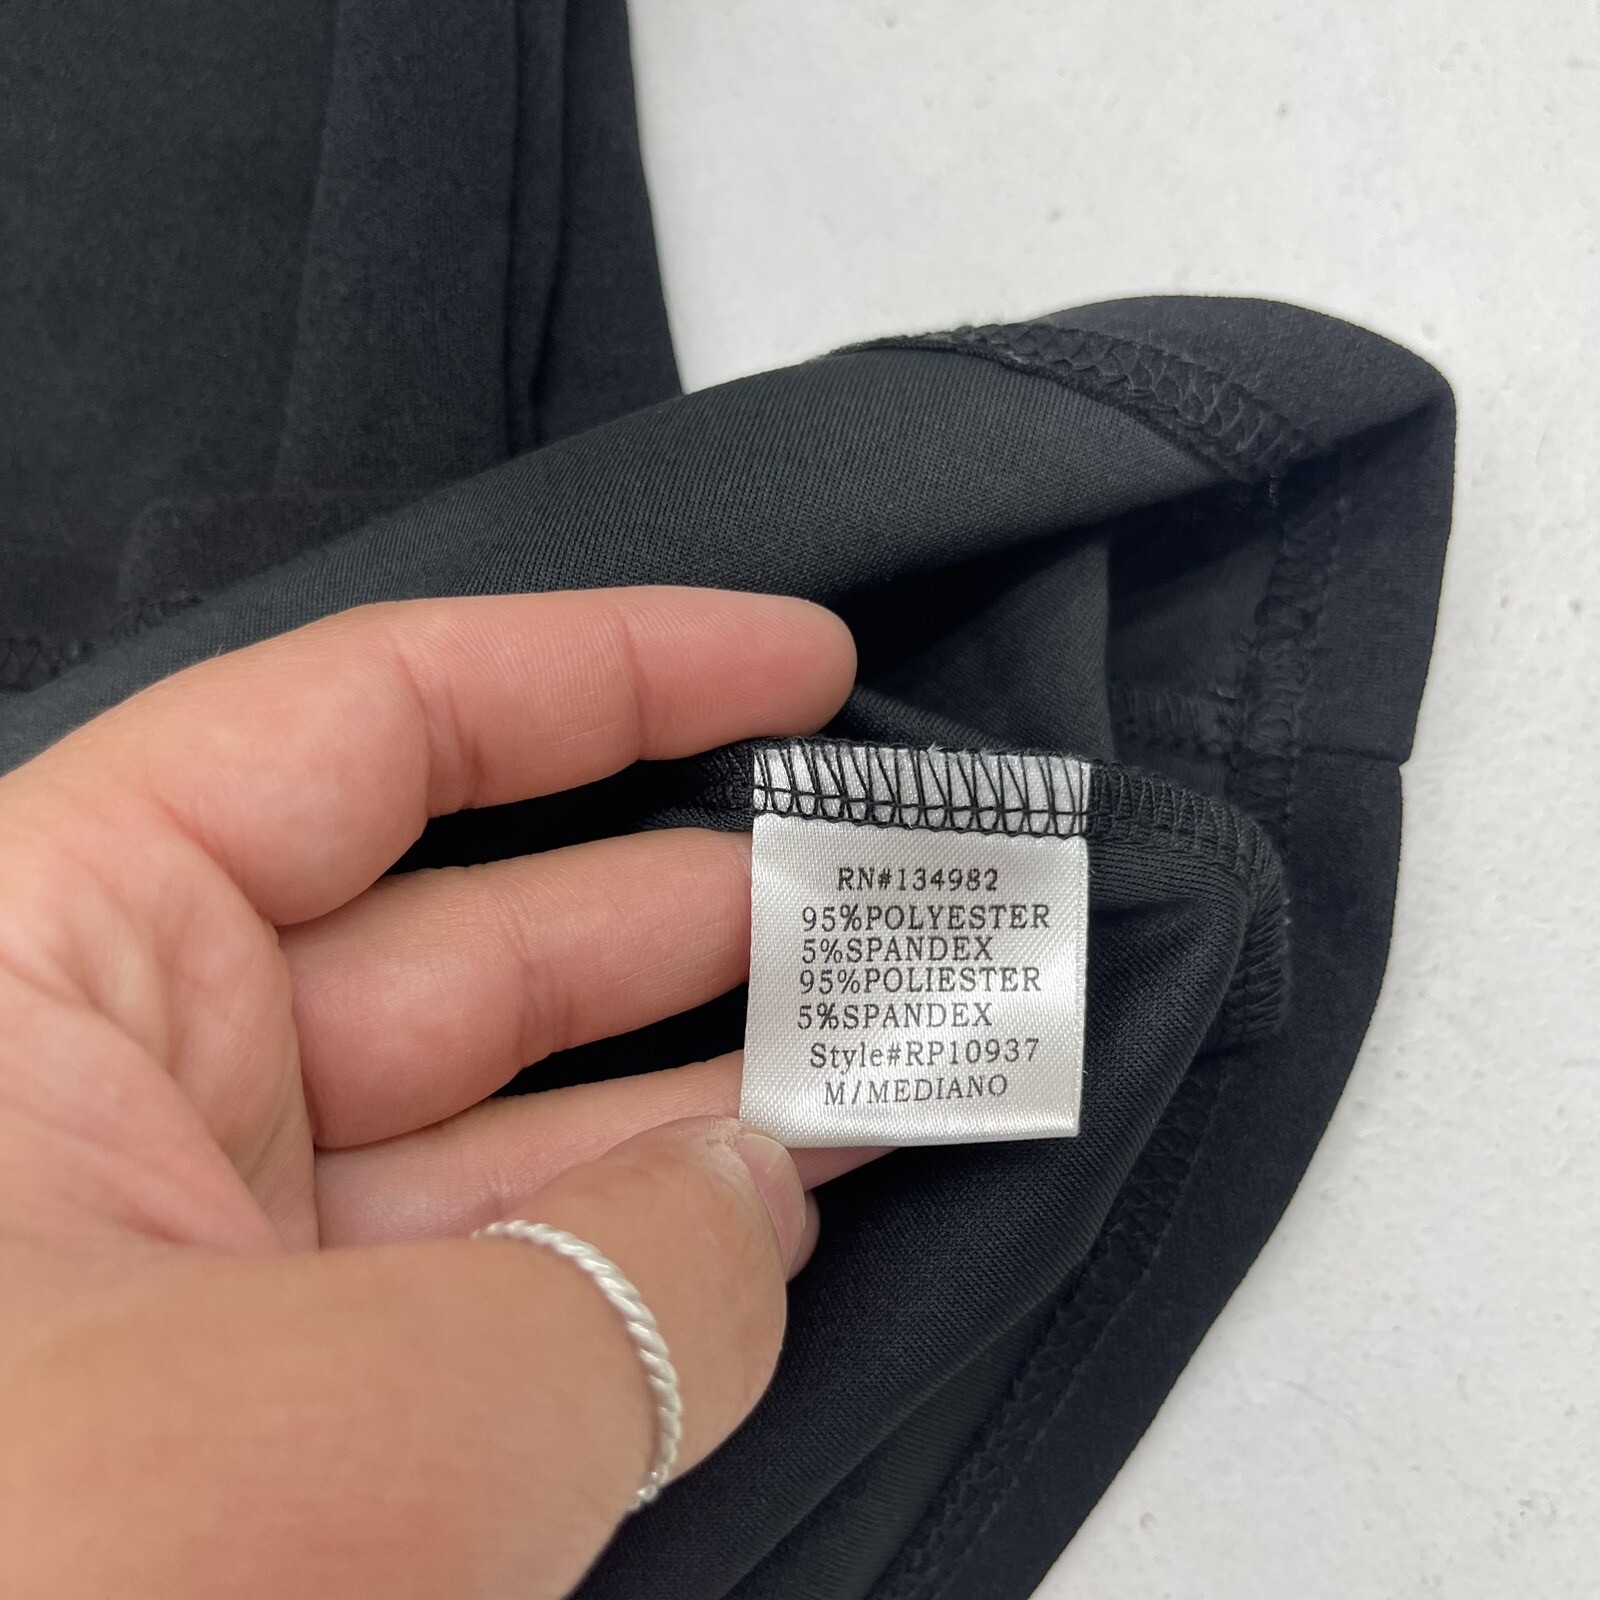 RN#134982
95%POLYESTER
5%SPANDEX
95%POLIESTER
5%SPANDEX
Style#RP10937
M/MEDIANO